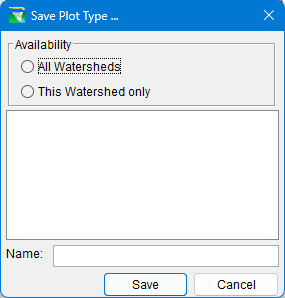 Save Plot Type ...
Availability
All Watersheds
This Watershed only
Name:
Save
Cancel